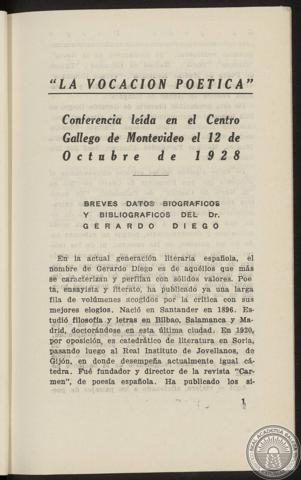 "LA VOCACION POETICA"
Conferencia leída en el Centro
Gallego de Montevideo el 12 de
Octubre de 1928
BREVES DATOS BIOGRAFICOS
Y BIBLIOGRAFICOS DEL Dr.
GERARDO DIEGO
En la actual generación literaria española, el
nombre de Gerardo Diego es de aquéllos que más
se caracterizan y perfilan con sólidos valores. Poe-
ta, ensayista y literato, ha publicado ya una larga
fila de volúmenes acogidos por la crítica con sus
mejores elogios. Nació en Santander en 1896. Es-
tudió filosofía y letras en Bilbao, Salamanca y Ma-
drid, doctorándose en esta última ciudad. En 1920,
por oposición, es catedrático de literatura en Soria,
pasando luego al Real Instituto de Jovellanos, de
Gijón, en donde desempeña actualmente igual cá-
tedra. Fué fundador y director de la revista "Car-
men", de poesía española. Ha publicado los si-
1
REAL ACADEMIA GALEGA